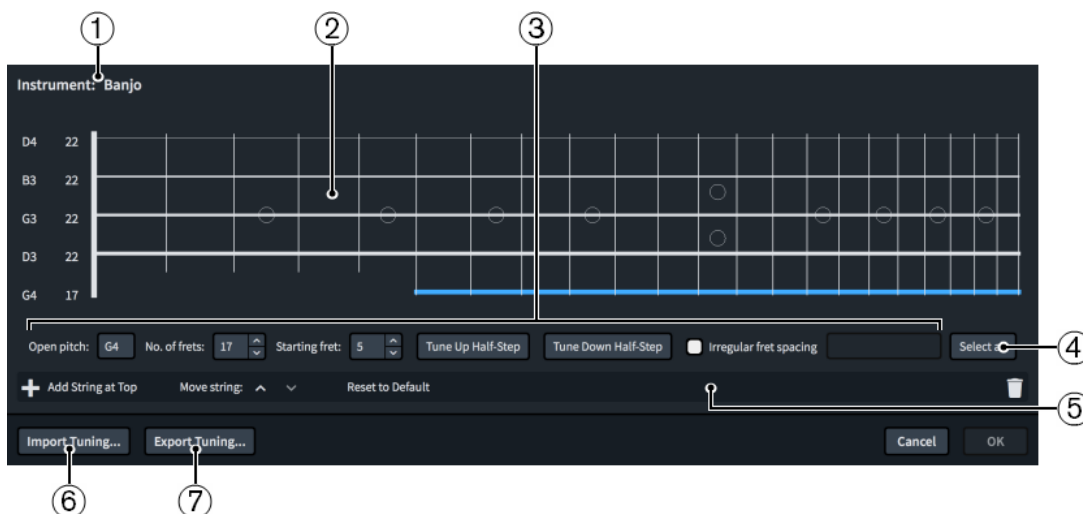 ① ② ③
Instrument: Banjo
D4 22
B3 22
G3 22
D3 22
G4 17
Open pitch: G4 No. of frets: 17 Starting fret: 5 Tune Up Half-Step Tune Down Half-Step Irregular fret spacing Select ④
Add String at Top Move string: Reset to Default
⑤
Import Tuning... Export Tuning... Cancel OK
⑥ ⑦